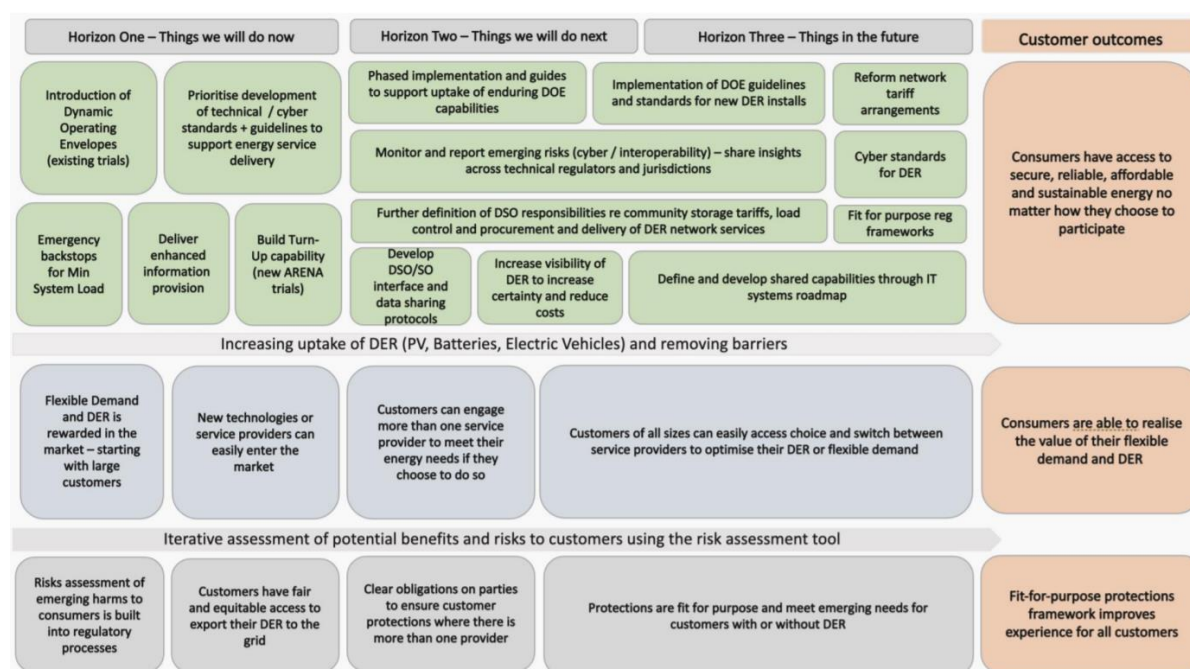 Horizon One – Things we will do now
Horizon Two – Things we will do next
Horizon Three – Things in the future
Customer outcomes
Introduction of
Dynamic
Operating
Envelopes
(existing trials)
Prioritise development
of technical / cyber
standards + guidelines to
support energy service
delivery
Phased implementation and guides
to support uptake of enduring DOE
capabilities
Implementation of DOE guidelines
and standards for new DER installs
Reform network
tariff
arrangements
Monitor and report emerging risks (cyber / interoperability) – share insights
across technical regulators and jurisdictions
Cyber standards
for DER
Consumers have access to
secure, reliable, affordable
and sustainable energy no
matter how they choose to
participate
Emergency
backstops
for Min
System Load
Deliver
enhanced
information
provision
Build Turn-
Up capability
(new ARENA
trials)
Further definition of DSO responsibilities re community storage tariffs, load
control and procurement and delivery of DER network services
Fit for purpose reg
frameworks
Develop
DSO/SO
interface and
data sharing
protocols
Increase visibility of
DER to increase
certainty and reduce
costs
Define and develop shared capabilities through IT
systems roadmap
Increasing uptake of DER (PV, Batteries, Electric Vehicles) and removing barriers
Flexible Demand
and DER is
rewarded in the
market – starting
with large
customers
New technologies or
service providers can
easily enter the
market
Customers can engage
more than one service
provider to meet their
energy needs if they
choose to do so
Customers of all sizes can easily access choice and switch between
service providers to optimise their DER or flexible demand
Consumers are able to realise
the value of their flexible
demand and DER
Iterative assessment of potential benefits and risks to customers using the risk assessment tool
Risks assessment of
emerging harms to
consumers is built
into regulatory
processes
Customers have fair
and equitable access to
export their DER to the
grid
Clear obligations on parties
to ensure customer
protections where there is
more than one provider
Protections are fit for purpose and meet emerging needs for
customers with or without DER
Fit-for-purpose protections
framework improves
experience for all customers